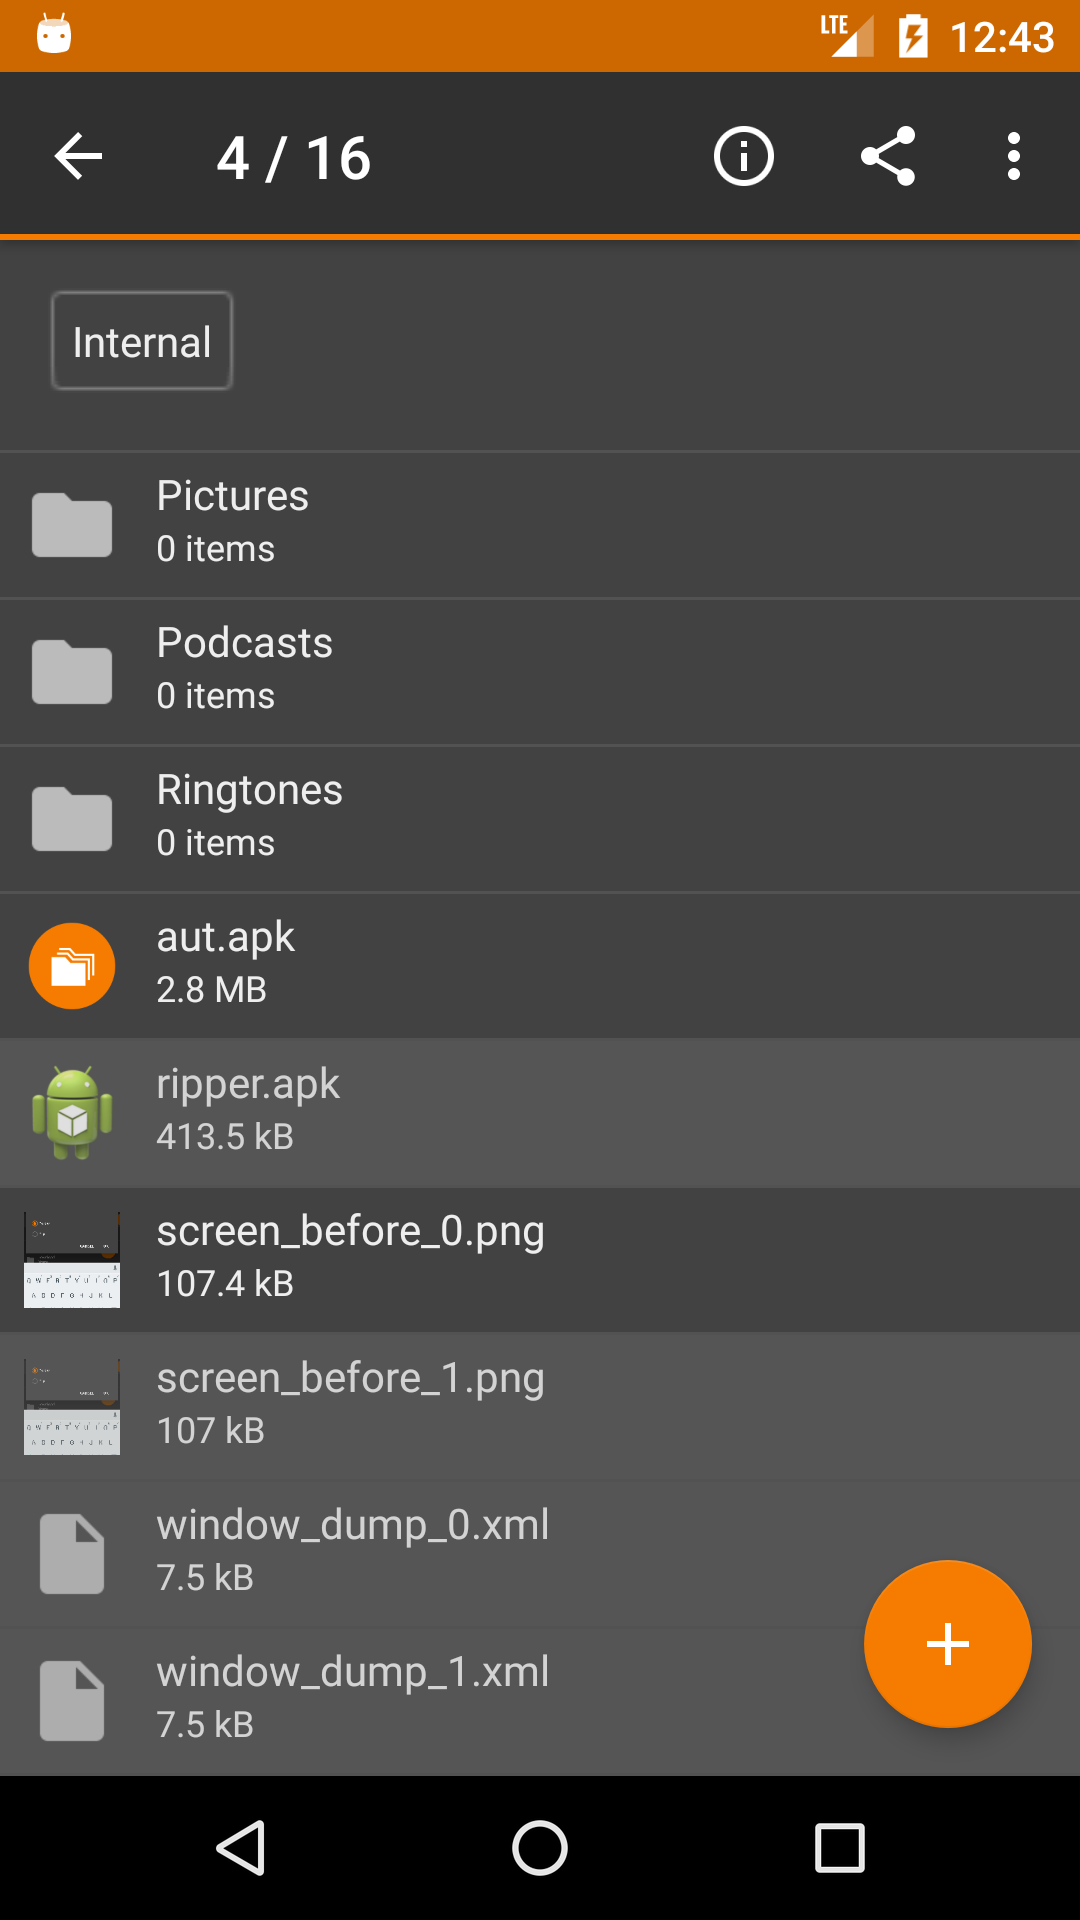 LTE 12:43
4 / 16
Internal
Pictures
0 items
Podcasts
0 items
Ringtones
0 items
aut.apk
2.8 MB
ripper.apk
413.5 kB
screen_before_0.png
107.4 kB
screen_before_1.png
107 kB
window_dump_0.xml
7.5 kB
window_dump_1.xml
7.5 kB